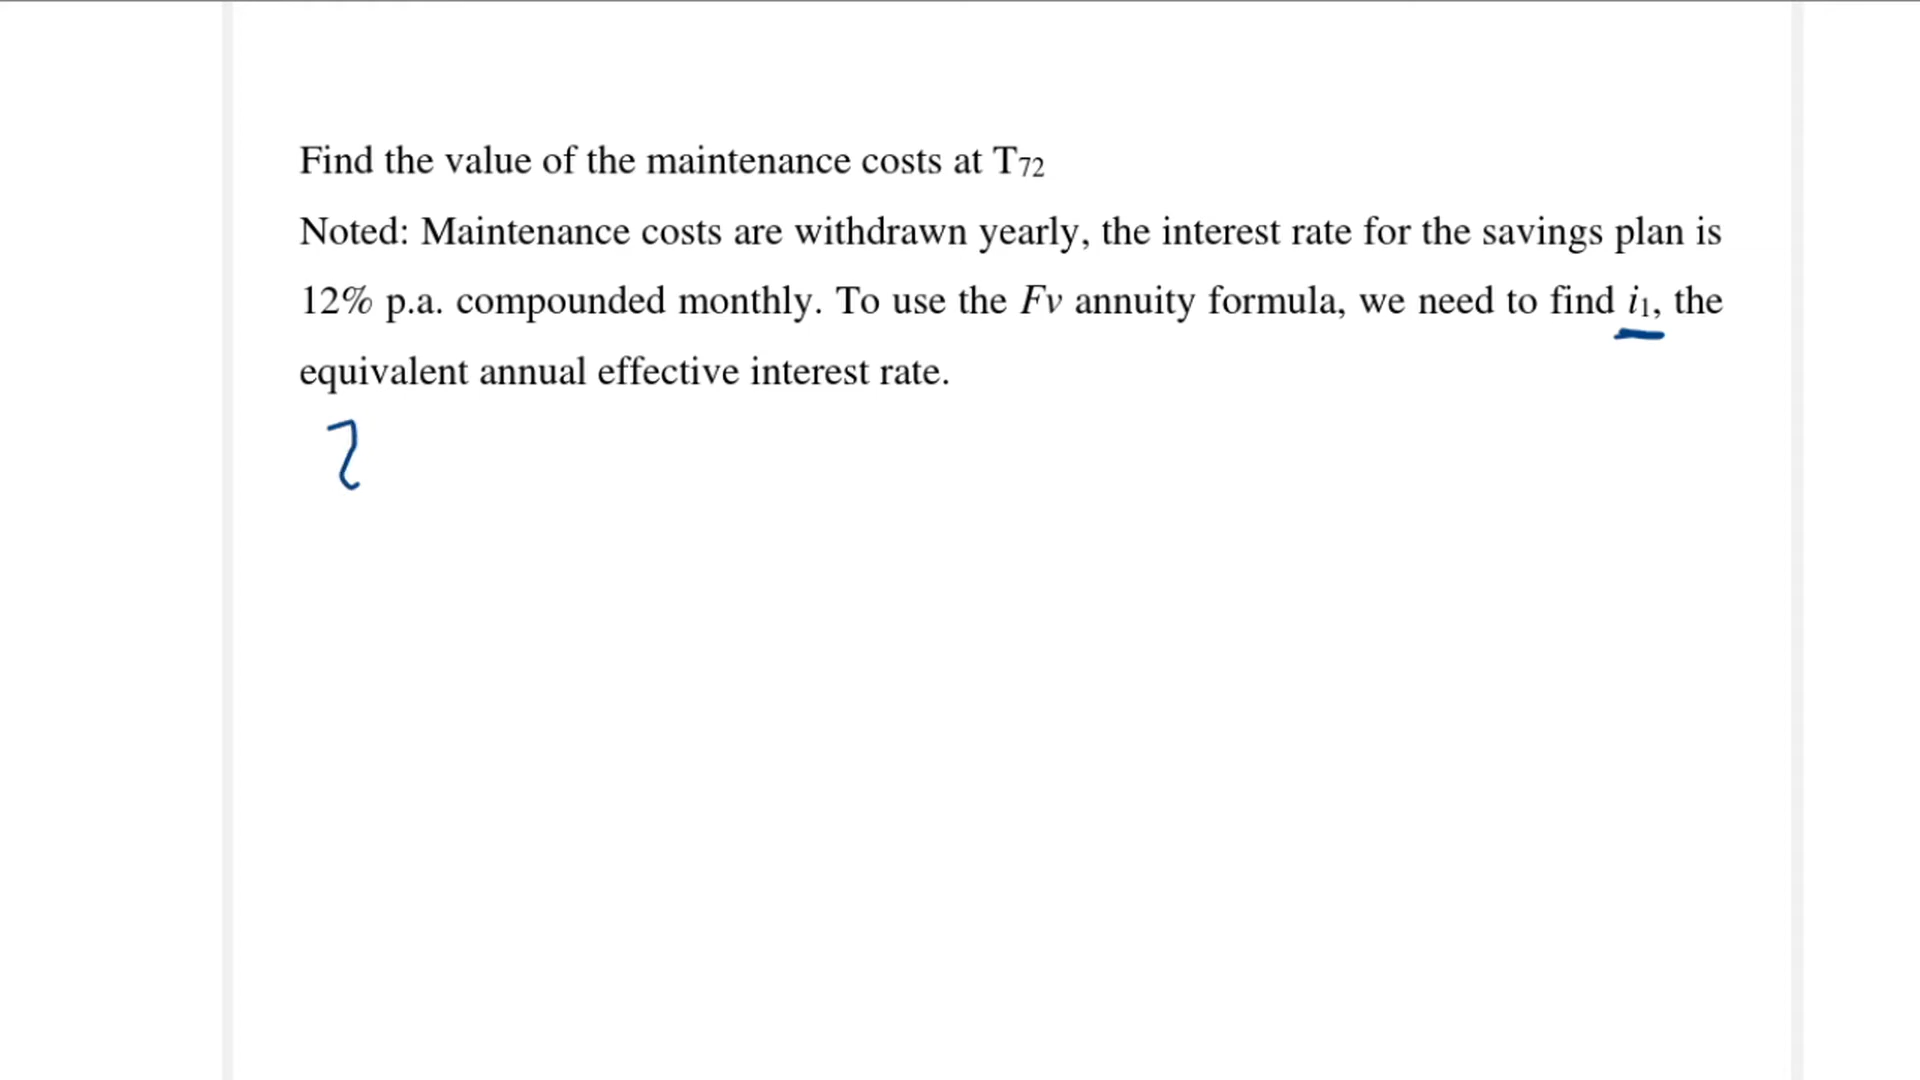 Find the value of the maintenance costs at T72
Noted: Maintenance costs are withdrawn yearly, the interest rate for the savings plan is
12% p.a. compounded monthly. To use the Fv annuity formula, we need to find i1, the
equivalent annual effective interest rate.